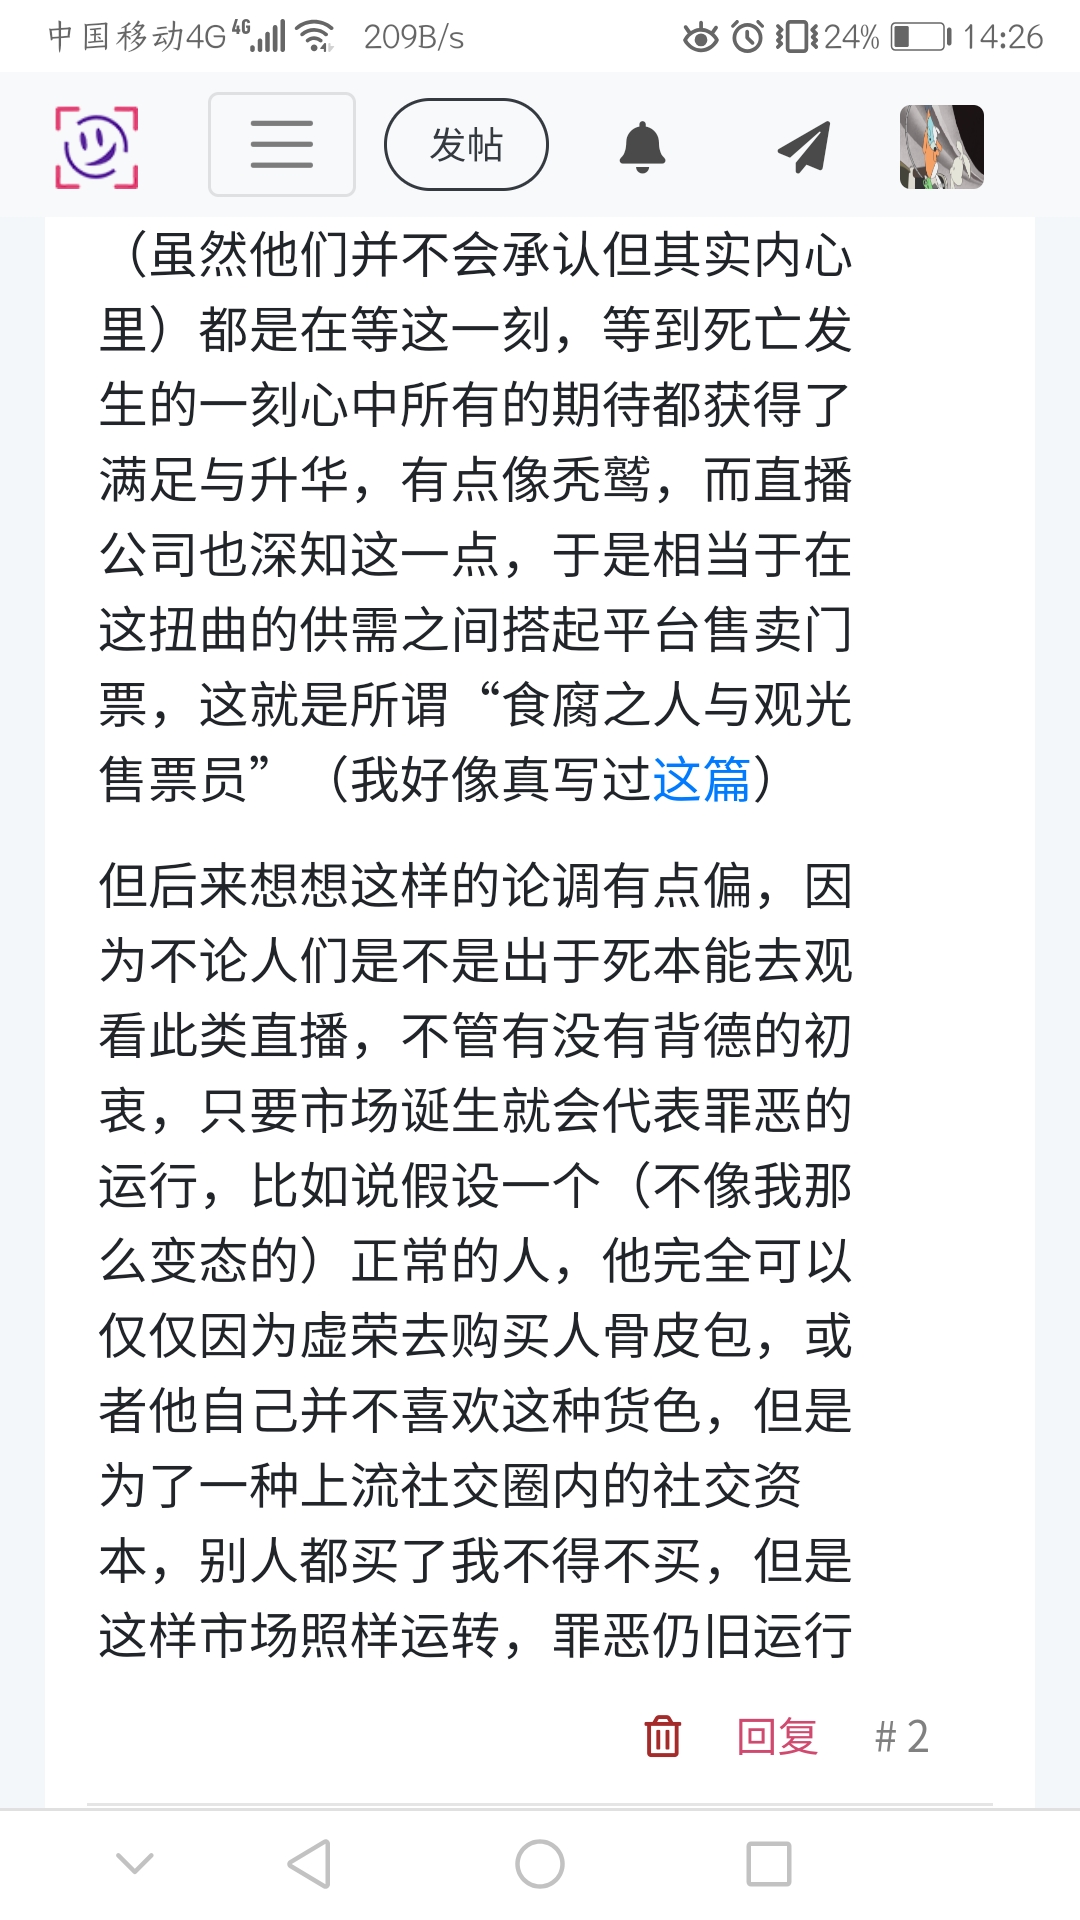 中国移动4G 4G 209B/s 24% 14:26
发帖
（虽然他们并不会承认但其实内心
里）都是在等这一刻，等到死亡发
生的一刻心中所有的期待都获得了
满足与升华，有点像秃鹫，而直播
公司也深知这一点，于是相当于在
这扭曲的供需之间搭起平台售卖门
票，这就是所谓“食腐之人与观光
售票员”（我好像真写过这篇）
但后来想想这样的论调有点偏，因
为不论人们是不是出于死本能去观
看此类直播，不管有没有背德的初
衷，只要市场诞生就会代表罪恶的
运行，比如说假设一个（不像我那
么变态的）正常的人，他完全可以
仅仅因为虚荣去购买人骨皮包，或
者他自己并不喜欢这种货色，但是
为了一种上流社交圈内的社交资
本，别人都买了我不得不买，但是
这样市场照样运转，罪恶仍旧运行
回复 # 2